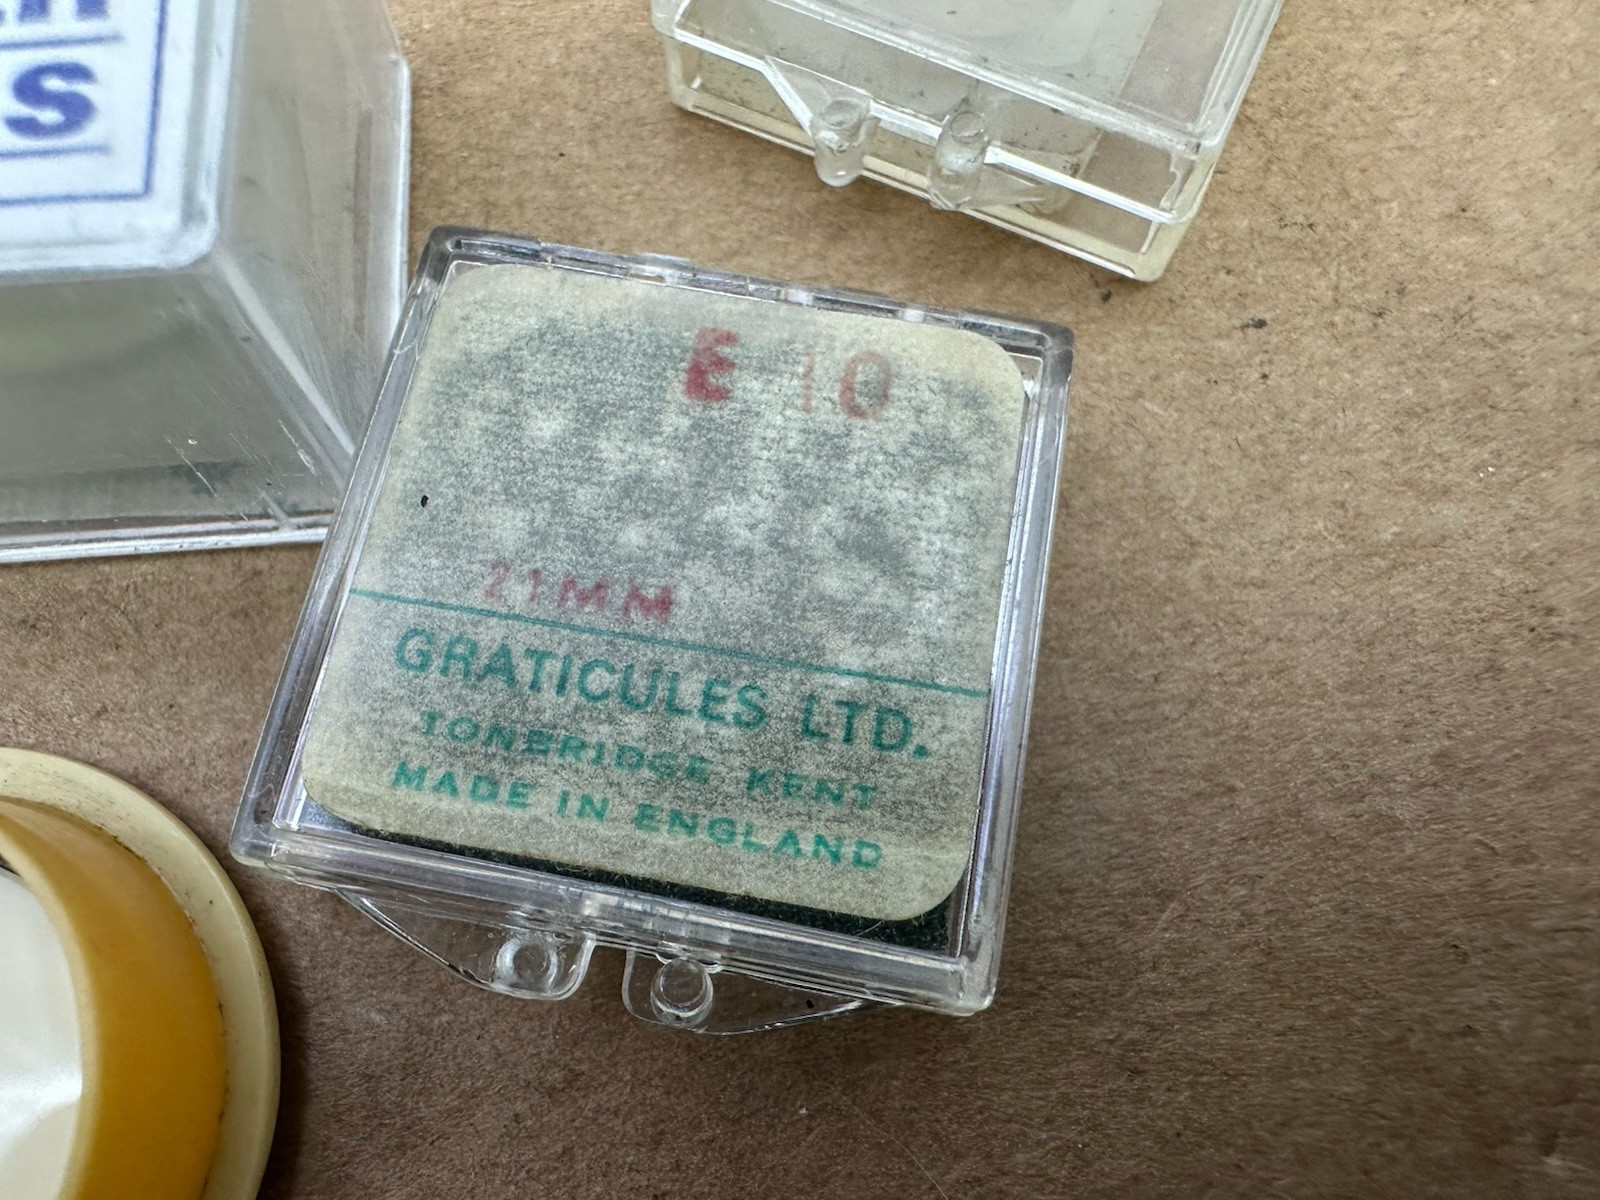 S
E 10
21MM
GRATICULES LTD.
TONBRIDGE KENT
MADE IN ENGLAND